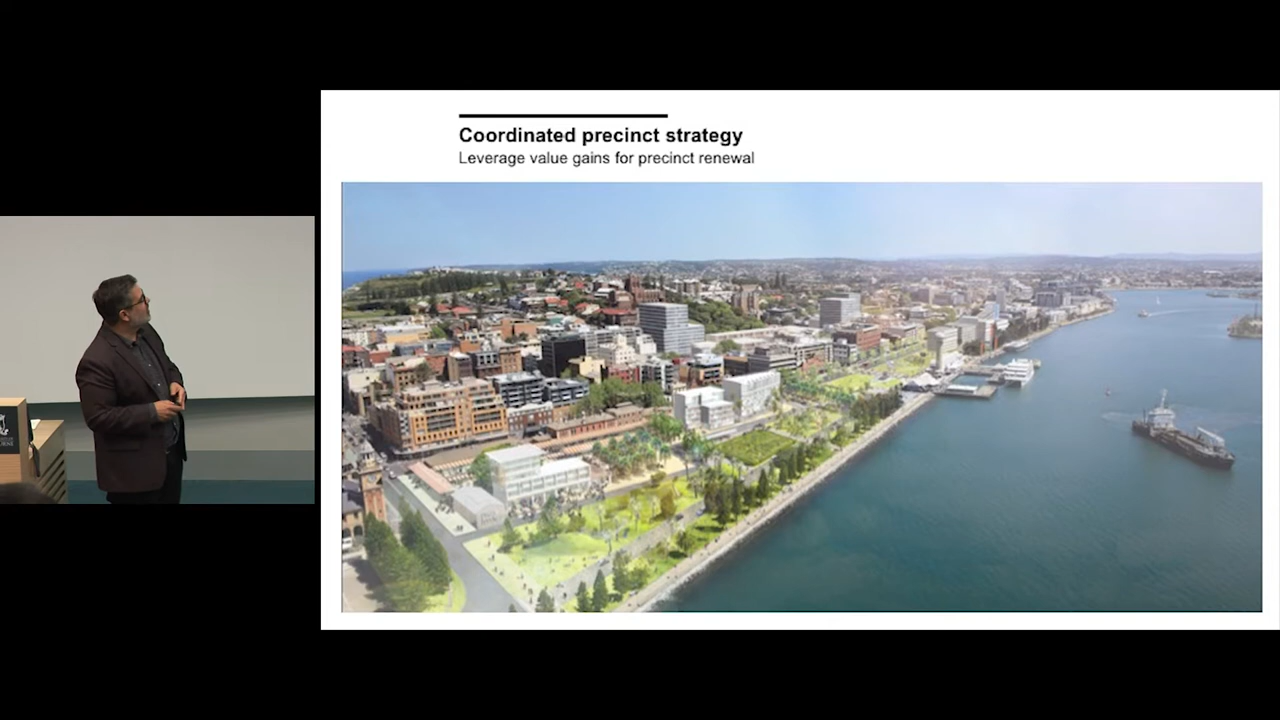 Coordinated precinct strategy
Leverage value gains for precinct renewal